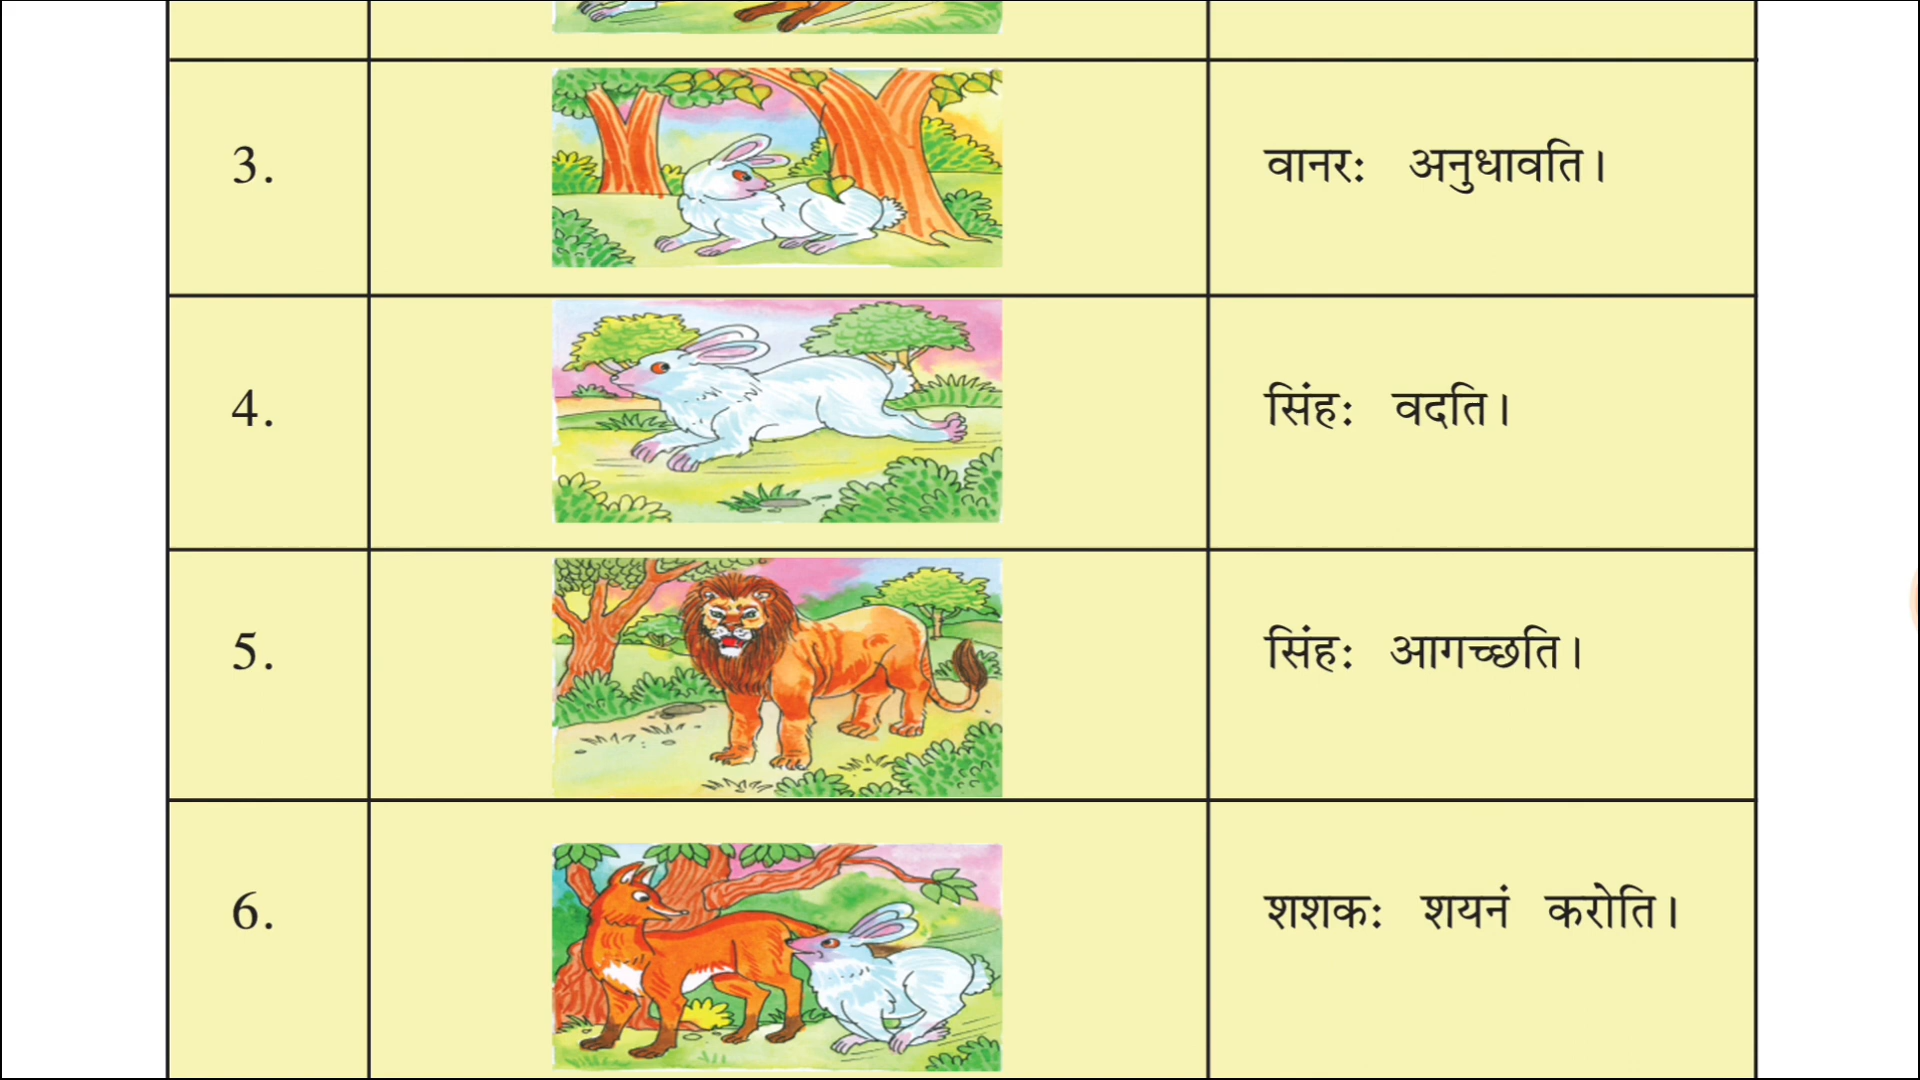 3. वानरः अनुधावति।
4. सिंहः वदति।
5. सिंहः आगच्छति।
6. शशकः शयनं करोति।